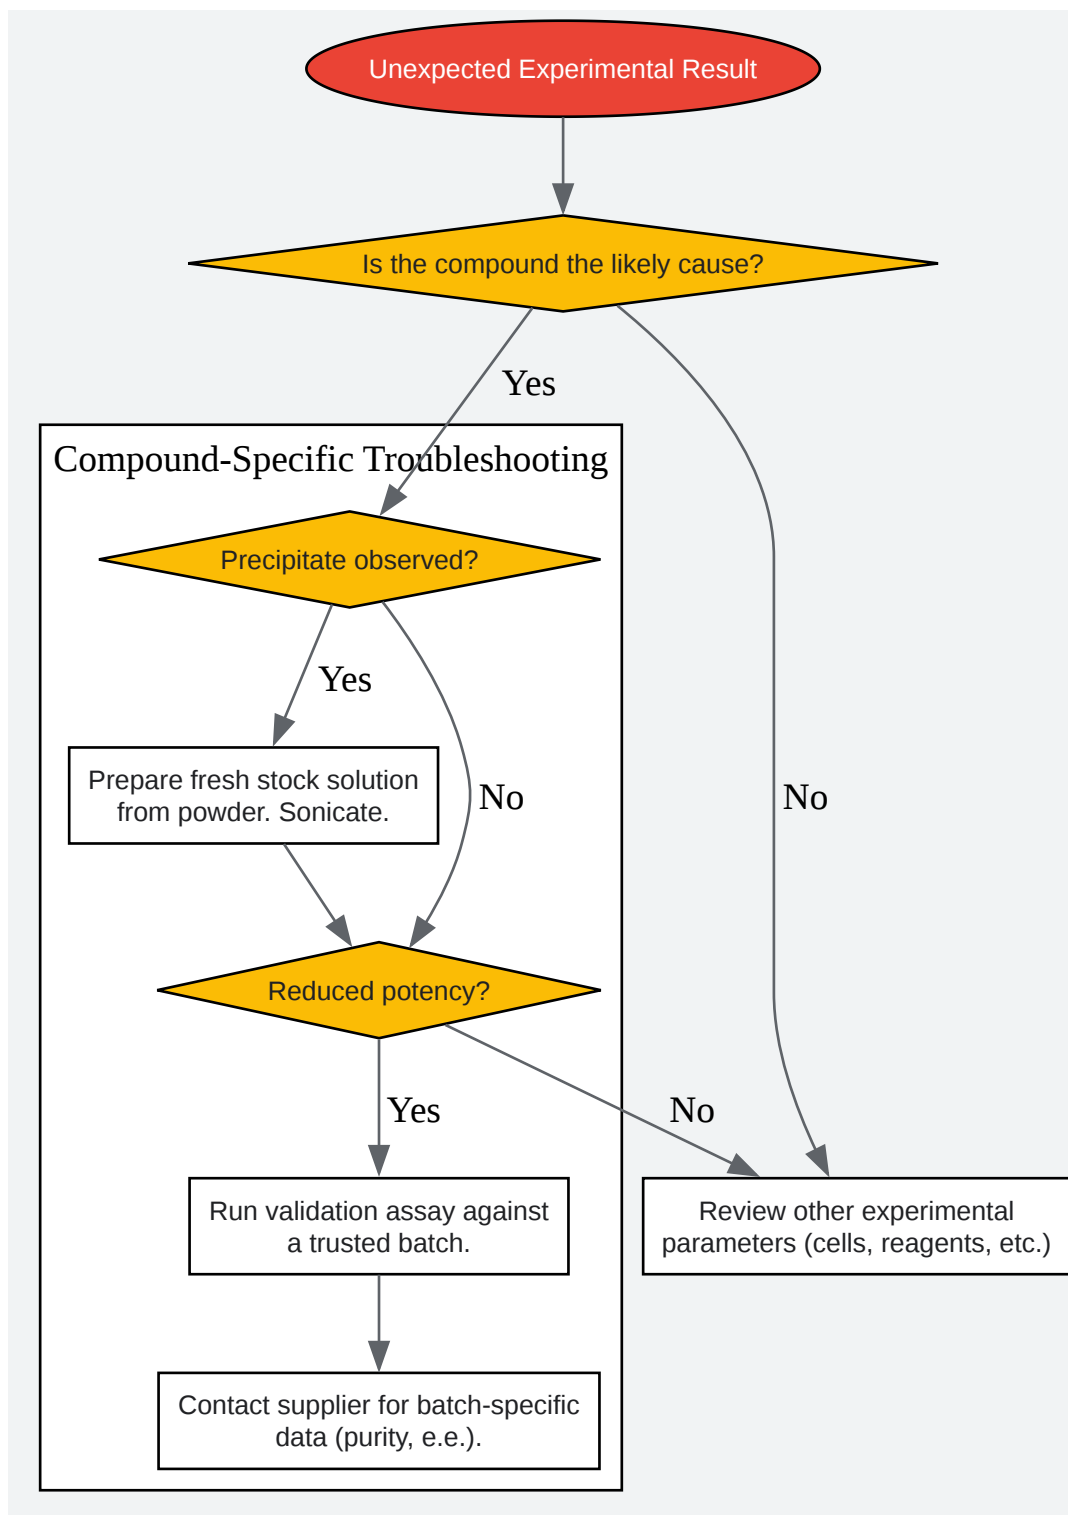 Unexpected Experimental Result
Is the compound the likely cause?
Yes
Compound-Specific Troubleshooting
Precipitate observed?
Yes
Prepare fresh stock solution
from powder. Sonicate.
No
No
Reduced potency?
Yes
No
Run validation assay against
a trusted batch.
Review other experimental
parameters (cells, reagents, etc.)
Contact supplier for batch-specific
data (purity, e.e.).